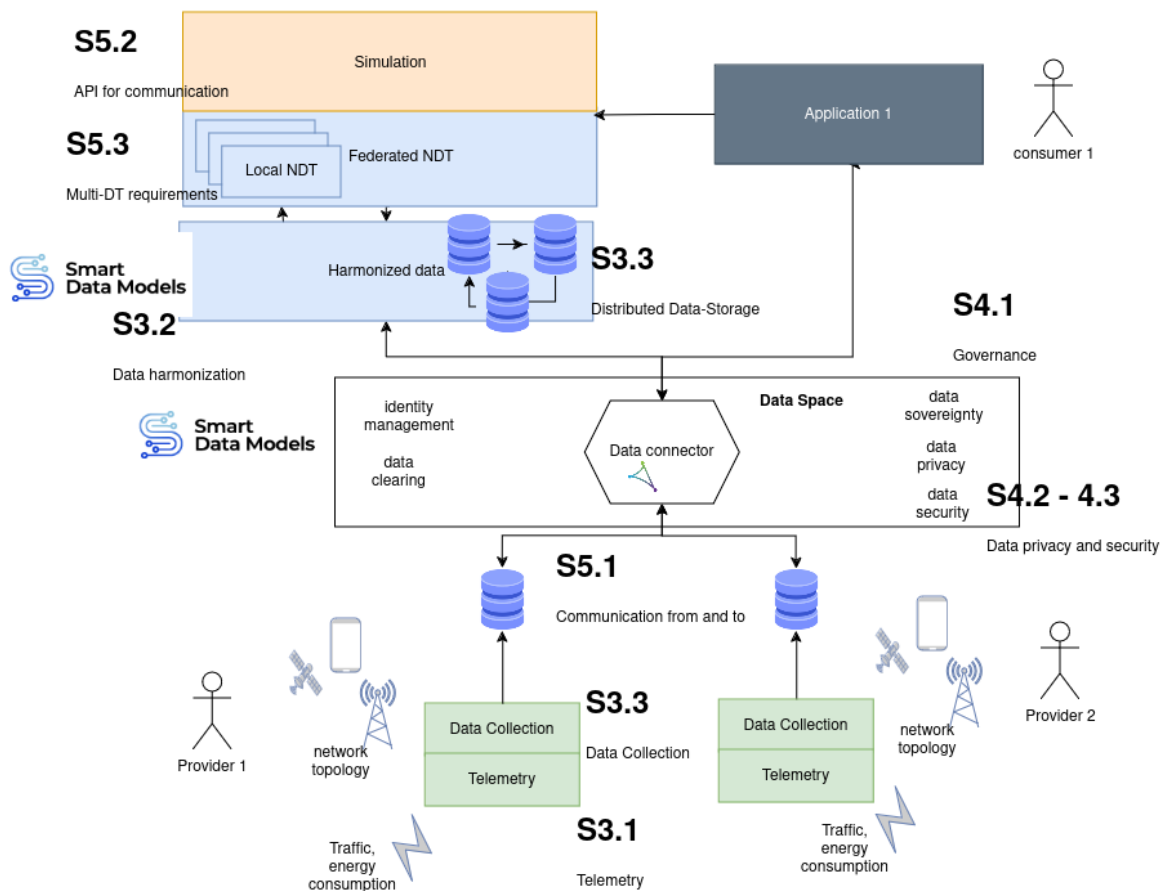 S5.2
API for communication
Simulation
S5.3
Multi-DT requirements
Local NDT
Federated NDT
Application 1
consumer 1
Smart
Data Models
Harmonized data
S3.3
Distributed Data-Storage
S3.2
Data harmonization
S4.1
Governance
Smart
Data Models
identity
management
data
clearing
Data connector
Data Space
data
sovereignty
data
privacy
data
security
S4.2 - 4.3
Data privacy and security
S5.1
Communication from and to
Provider 1
network
topology
Data Collection
Telemetry
S3.3
Data Collection
Data Collection
Telemetry
network
topology
Provider 2
Traffic,
energy
consumption
S3.1
Telemetry
Traffic,
energy
consumption